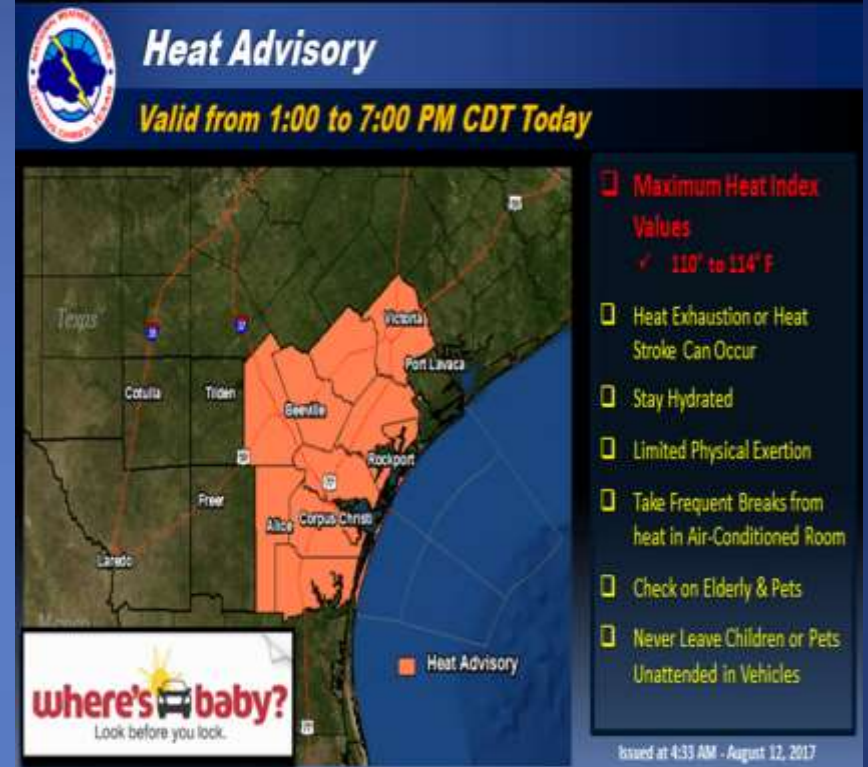 Heat Advisory
Valid from 1:00 to 7:00 PM CDT Today
Maximum Heat Index
Values
110° to 114° F
Heat Exhaustion or Heat
Stroke Can Occur
Stay Hydrated
Limited Physical Exertion
Take Frequent Breaks from
heat in Air-Conditioned Room
Check on Elderly & Pets
Never Leave Children or Pets
Unattended in Vehicles
Issued at 4:33 AM - August 12, 2017
Texas
Victoria
Port Lavaca
Cotulla
Tilden
Beeville
Rockport
Freer
Alice
Corpus Christi
Laredo
Heat Advisory
where's baby?
Look before you lock.